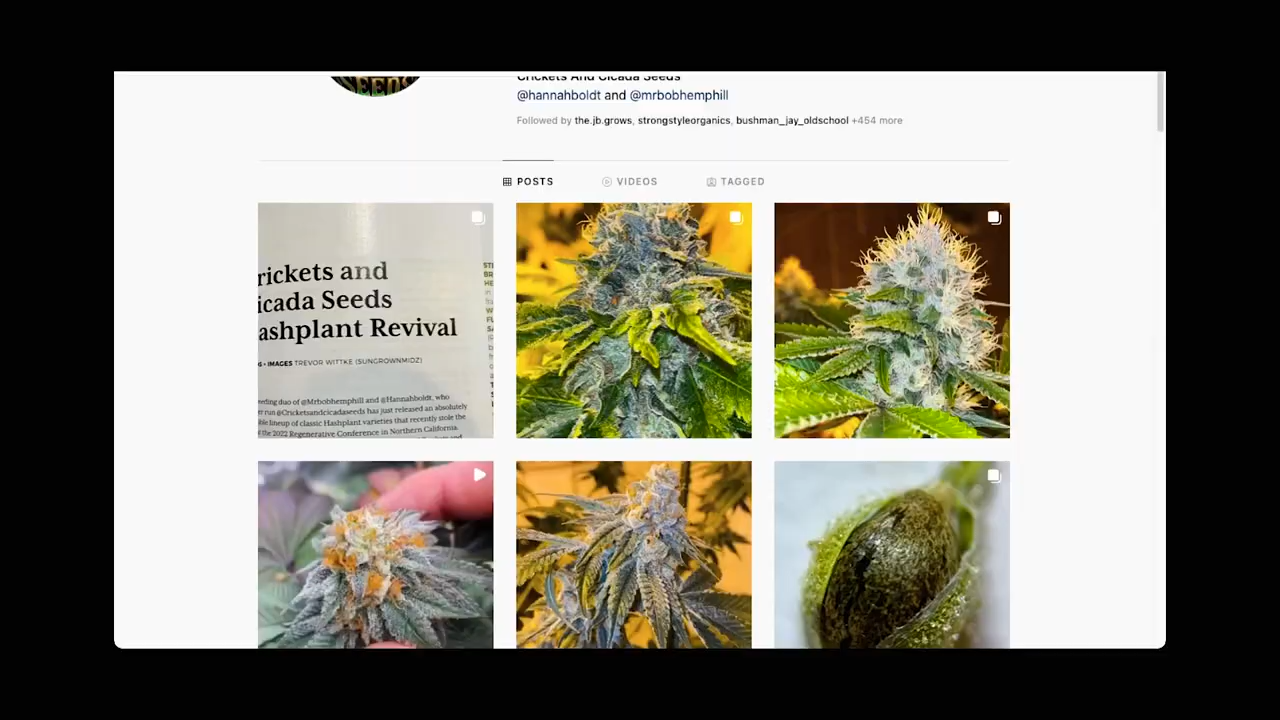 SEEDS
Crickets And Cicada Seeds
@hannahboldt and @mrbobhemphill
Followed by the.jb.grows, strongstyleorganics, bushman_jay_oldschool +454 more
POSTS VIDEOS TAGGED
rickets and
icada Seeds
ashplant Revival
• IMAGES TREVOR WITTKE (SUNGROWNMIDZ)
eeding duo of @Mrbobhemphill and @Hannahboldt, who
run @Cricketsandcicadaseeds has just released an absolutely
lineup of classic Hashplant varieties that recently stole the
the 2022 Regenerative Conference in Northern California.